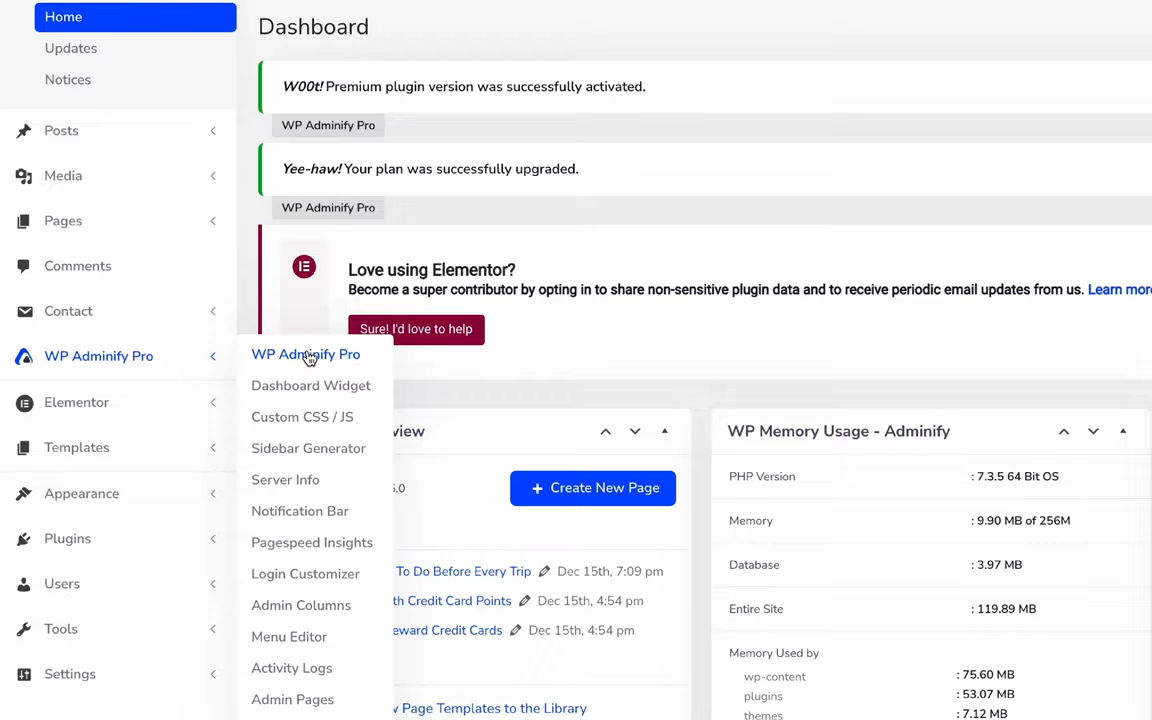 Home
Updates
Notices
Posts
Media
Pages
Comments
Contact
WP Adminify Pro
Elementor
Templates
Appearance
Plugins
Users
Tools
Settings
WP Adminify Pro
Dashboard Widget
Custom CSS / JS
Sidebar Generator
Server Info
Notification Bar
Pagespeed Insights
Login Customizer
Admin Columns
Menu Editor
Activity Logs
Admin Pages
Dashboard
W00t! Premium plugin version was successfully activated.
WP Adminify Pro
Yee-haw! Your plan was successfully upgraded.
WP Adminify Pro
Love using Elementor?
Become a super contributor by opting in to share non-sensitive plugin data and to receive periodic email updates from us. Learn more
Sure! I'd love to help
view
5.0
+ Create New Page
To Do Before Every Trip Dec 15th, 7:09 pm
th Credit Card Points Dec 15th, 4:54 pm
eward Credit Cards Dec 15th, 4:54 pm
w Page Templates to the Library
WP Memory Usage - Adminify
PHP Version : 7.3.5 64 Bit OS
Memory : 9.90 MB of 256M
Database : 3.97 MB
Entire Site : 119.89 MB
Memory Used by
wp-content : 75.60 MB
plugins : 53.07 MB
themes : 7.12 MB